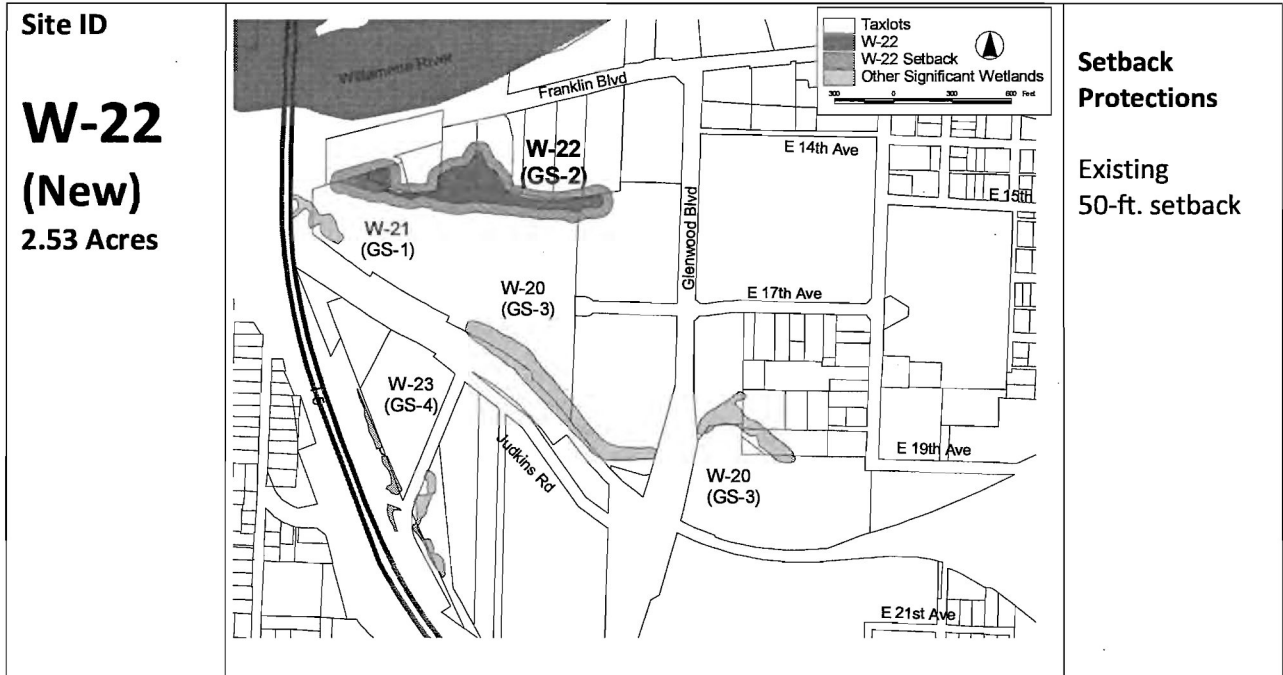 Site ID
W-22
(New)
2.53 Acres
Willamette River
Franklin Blvd
Taxlots
W-22
W-22 Setback
Other Significant Wetlands
300 0 300 600 Feet
E 14th Ave
E 15th
W-22
(GS-2)
W-21
(GS-1)
Glenwood Blvd
W-20
(GS-3)
E 17th Ave
W-23
(GS-4)
I-5
Judkins Rd
E 19th Ave
W-20
(GS-3)
E 21st Ave
Setback
Protections
Existing
50-ft. setback